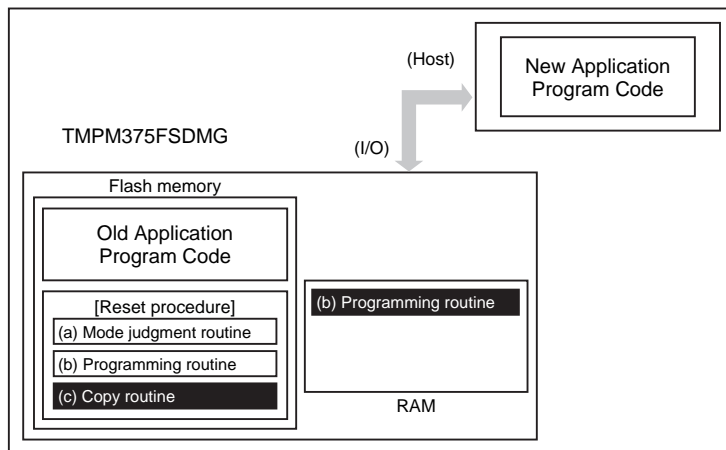 (Host)
New Application
Program Code
TMPM375FSDMG
(I/O)
Flash memory
Old Application
Program Code
[Reset procedure]
(a) Mode judgment routine
(b) Programming routine
(c) Copy routine
(b) Programming routine
RAM